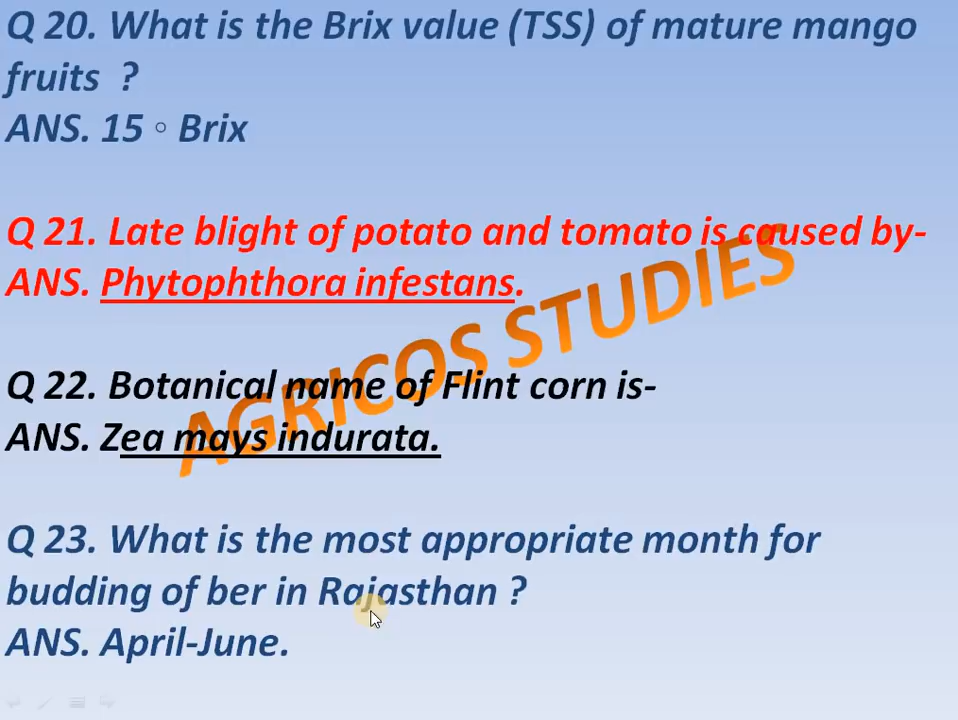 Q 20. What is the Brix value (TSS) of mature mango
fruits ?
ANS. 15 ◦ Brix
Q 21. Late blight of potato and tomato is caused by-
ANS. Phytophthora infestans.
Q 22. Botanical name of Flint corn is-
ANS. Zea mays indurata.
Q 23. What is the most appropriate month for
budding of ber in Rajasthan ?
ANS. April-June.
AGRICOS STUDIES